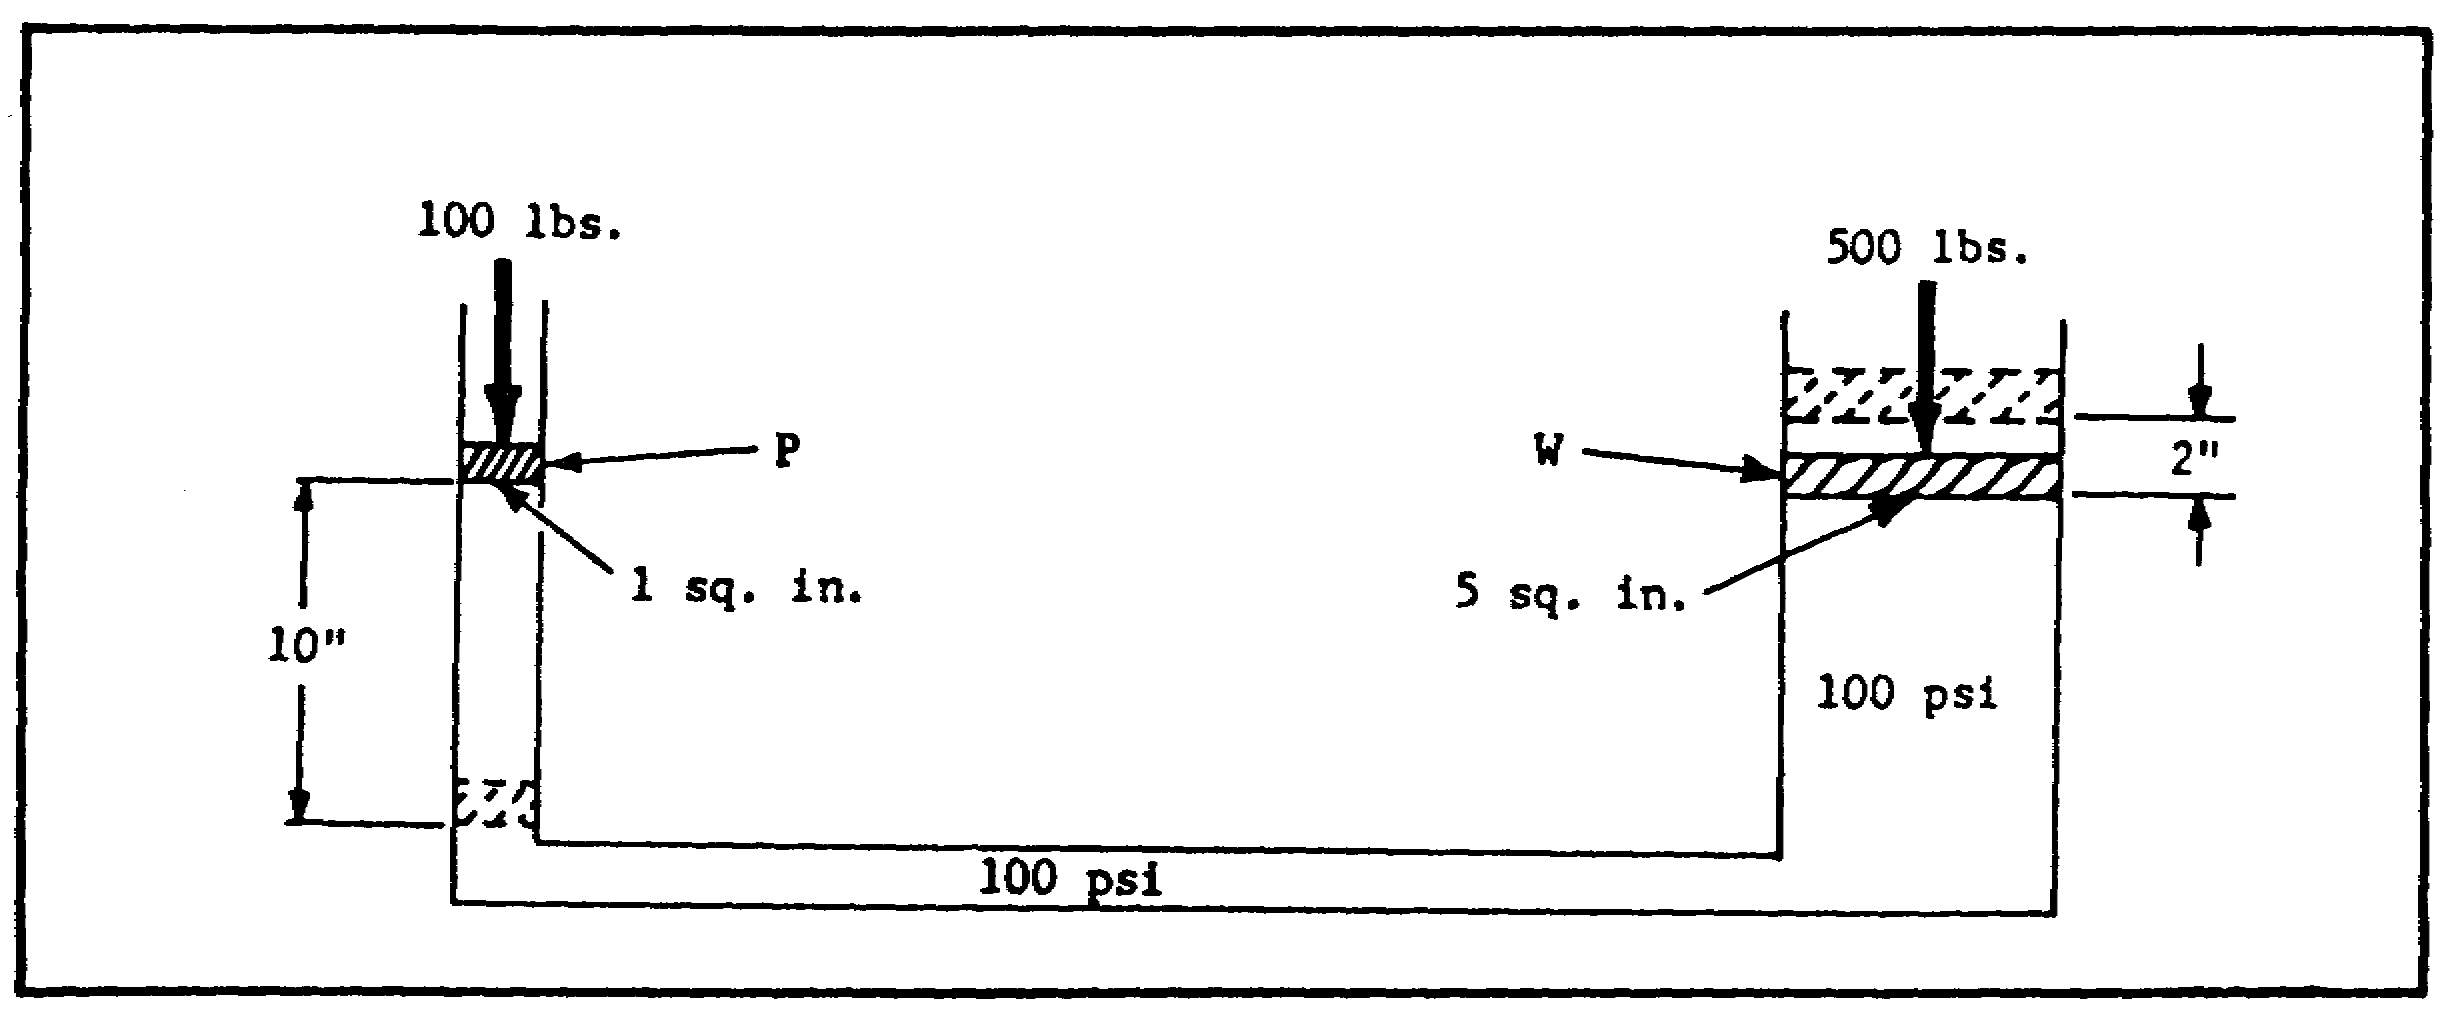 100 lbs.
500 lbs.
P
W
2"
1 sq. in.
5 sq. in.
10"
100 psi
100 psi